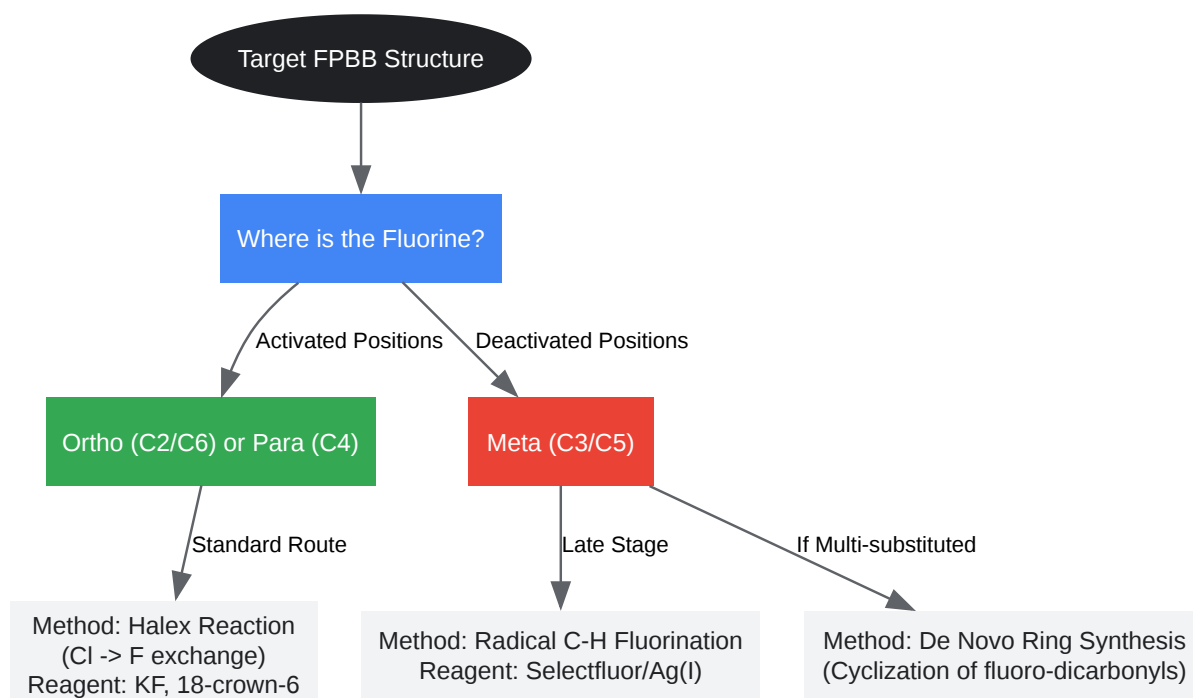 Target FPBB Structure
Where is the Fluorine?
Activated Positions
Deactivated Positions
Ortho (C2/C6) or Para (C4)
Meta (C3/C5)
Standard Route
Late Stage
If Multi-substituted
Method: Halex Reaction
(Cl -> F exchange)
Reagent: KF, 18-crown-6
Method: Radical C-H Fluorination
Reagent: Selectfluor/Ag(I)
Method: De Novo Ring Synthesis
(Cyclization of fluoro-dicarbonyls)